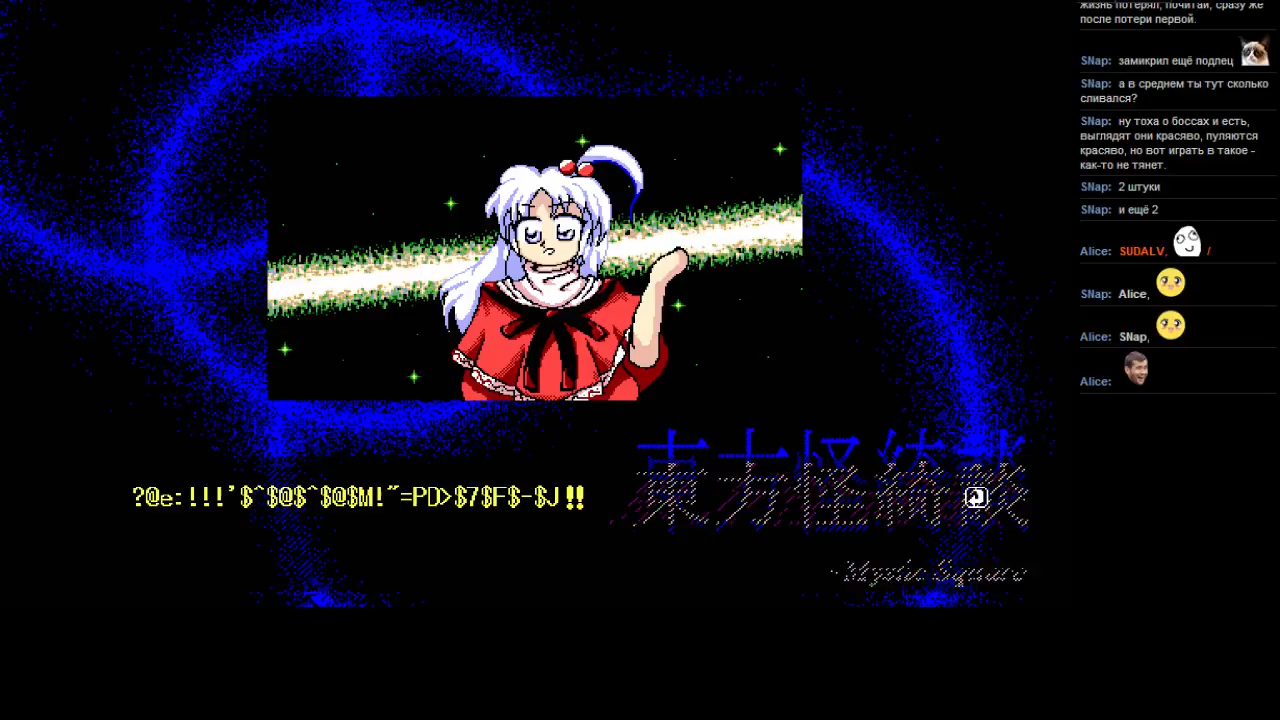 жизнь потерял, почитай, сразу же
после потери первой.
SNap: замикрил ещё подлец
SNap: а в среднем ты тут сколько
сливался?
SNap: ну тоха о боссах и есть,
выглядят они красяво, пуляются
красяво, но вот играть в такое -
как-то не тянет.
SNap: 2 штуки
SNap: и ещё 2
Alice: SUDALV, /
SNap: Alice,
Alice: SNap,
Alice:
東方怪綺談
?@e:!!!'$^$@$^$@$M!"=PD>$7$F$-$J!!
Mystic Square